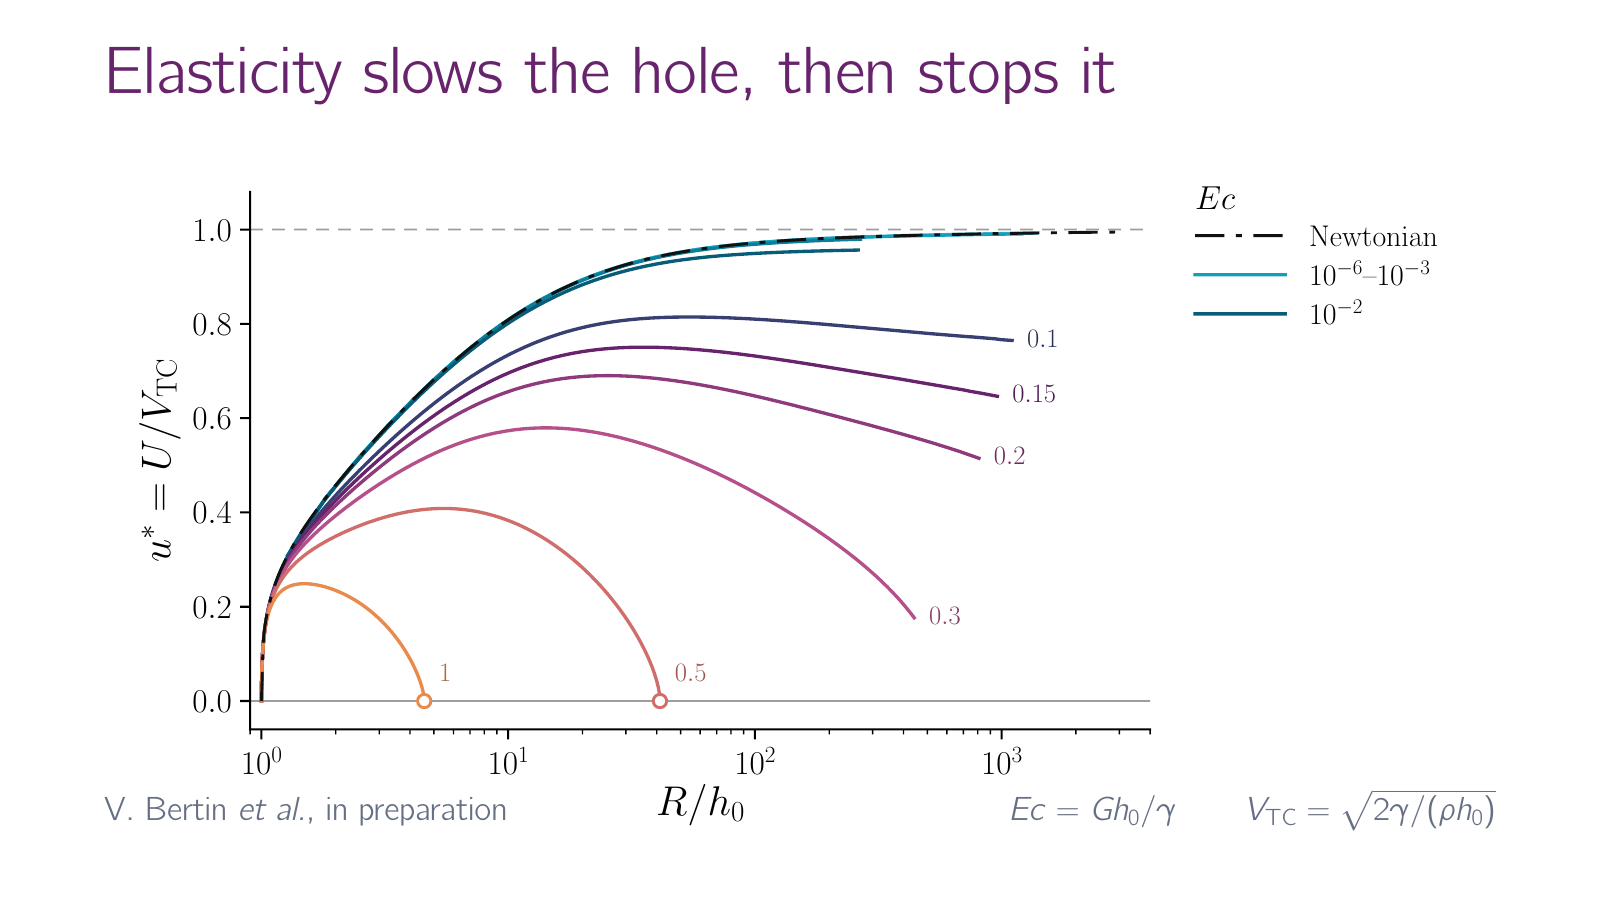 Elasticity slows the hole, then stops it
u* = U/V_TC
1.0
0.8
0.6
0.4
0.2
0.0
10⁰ 10¹ 10² 10³
R/h₀
0.1
0.15
0.2
0.3
0.5
1
Ec
Newtonian
10⁻⁶–10⁻³
10⁻²
V. Bertin et al., in preparation
Ec = Gh₀/γ
V_TC = √2γ/(ρh₀)